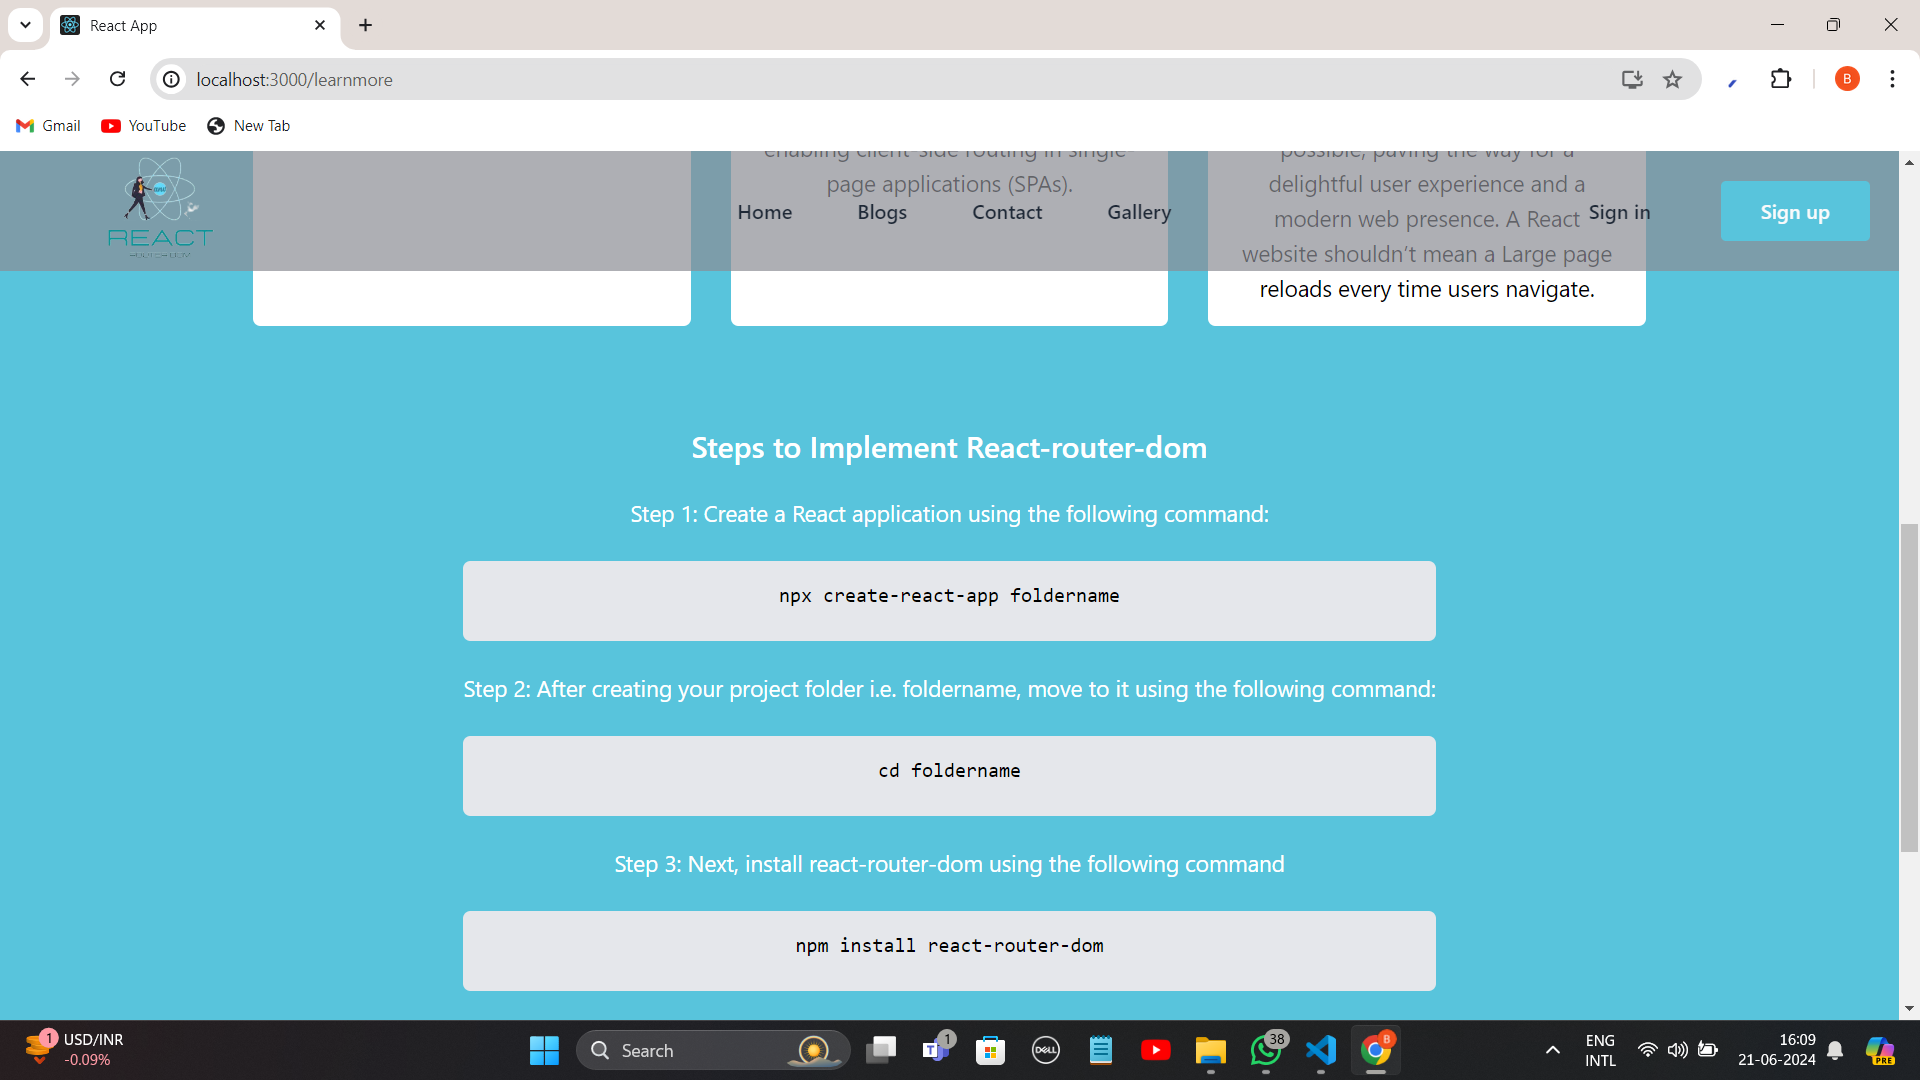 React App
localhost:3000/learnmore
Gmail
YouTube
New Tab
enabling client-side routing in single-
page applications (SPAs).
possible, paving the way for a
delightful user experience and a
modern web presence. A React
website shouldn’t mean a Large page
reloads every time users navigate.
REACT
Home
Blogs
Contact
Gallery
Sign in
Sign up
Steps to Implement React-router-dom
Step 1: Create a React application using the following command:
npx create-react-app foldername
Step 2: After creating your project folder i.e. foldername, move to it using the following command:
cd foldername
Step 3: Next, install react-router-dom using the following command
npm install react-router-dom
1
USD/INR
-0.09%
Search
1
DELL
38
B
B
ENG
INTL
16:09
21-06-2024
PRE